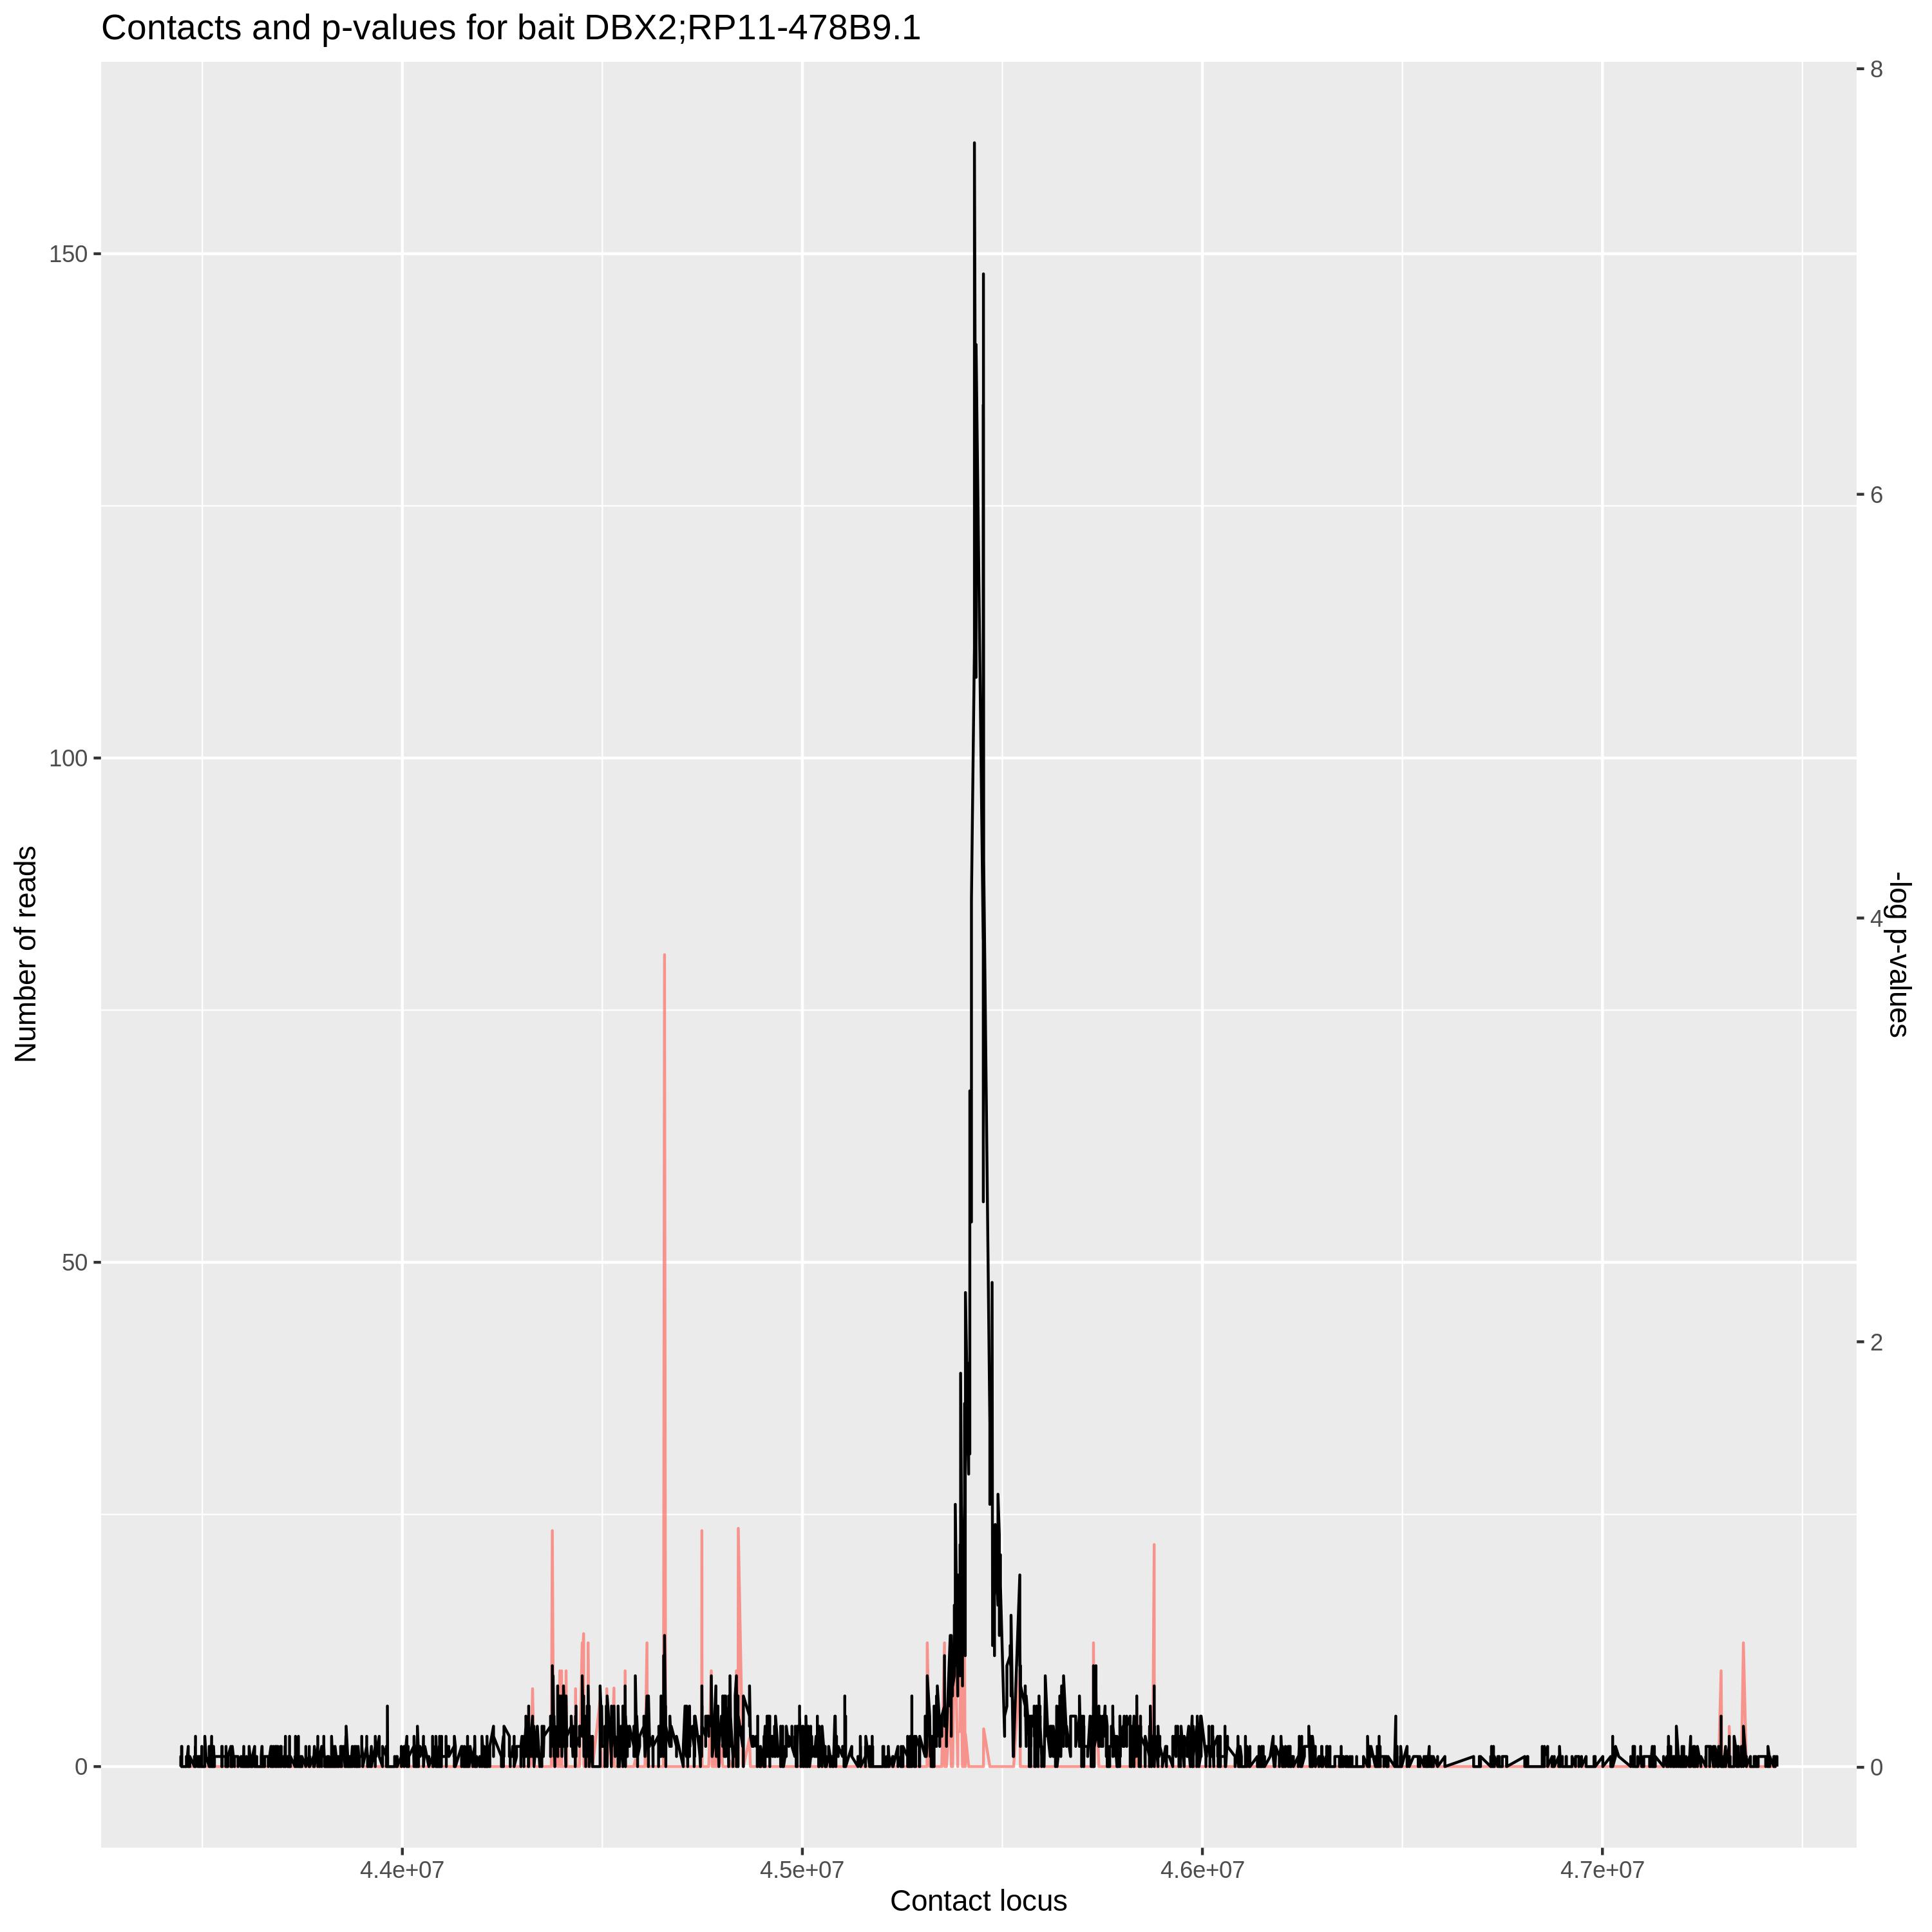 Contacts and p-values for bait DBX2;RP11-478B9.1
Number of reads
150
100
50
0
8
6
4
2
0
-log p-values
4.4e+07
4.5e+07
4.6e+07
4.7e+07
Contact locus